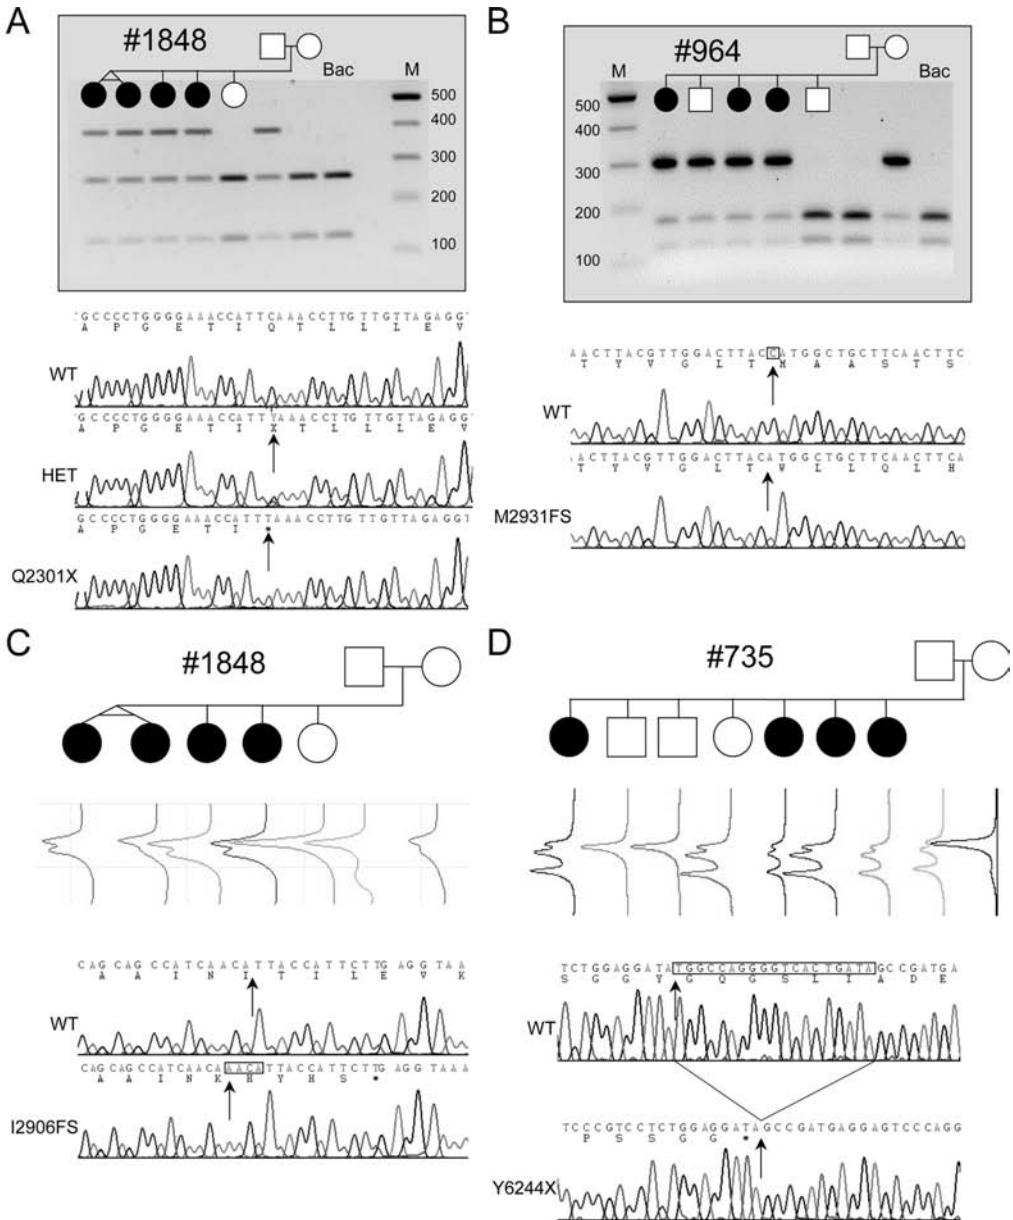 A
#1848
Bac
M
500
400
300
200
100
GCCCCTGGGGAAACCATTCAAACCTTGTTGTTAGAGG
A P G E T I Q T L L L E V
WT
GCCCCTGGGGAAACCATTYAAACCTTGTTGTTAGAGG
A P G E T I X T L L L E V
HET
GCCCCTGGGGAAACCATTTAAACCTTGTTGTTAGAGGT
A P G E T I *
Q2301X
B
#964
M
Bac
500
400
300
200
100
AACTTACGTTGGACTTACCATGGCTGCTTCAACTTC
T Y V G L T M A A S T S
WT
ACTTACGTTGGACTTACATGGCTGCTTCAACTTCA
T Y V G L T W L L Q L H
M2931FS
C
#1848
CAGCAGCCATCAACATTACCATTCTTGAGGTAA
A A I N I T I L E V
WT
CAGCAGCCATCAACAAACATTACCATTCTTGAGGTAAA
A A I N K H Y H S *
I2906FS
D
#735
TCTGGAGGATATGGCCAGGGGTCACTGATAGCCGATGA
S G G Y G Q G S L I A D E
WT
TCCCGTCCTCTGGAGGATAGCCGATGAGGAGTCCCAGG
P S S G G *
Y6244X